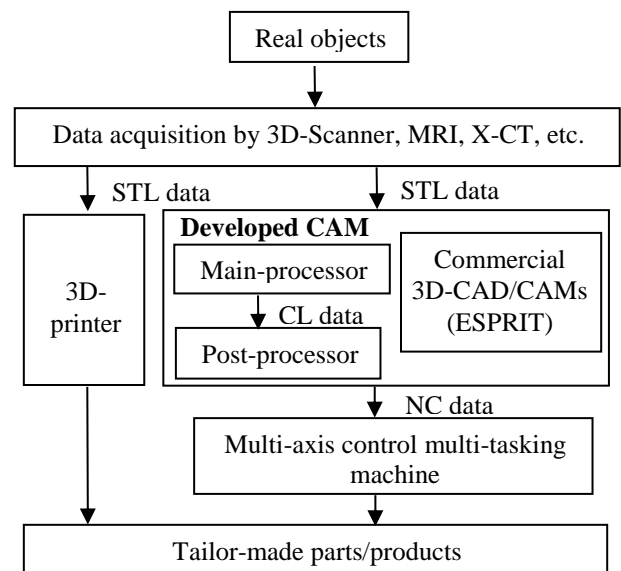 Real objects
Data acquisition by 3D-Scanner, MRI, X-CT, etc.
STL data
STL data
3D-
printer
Developed CAM
Main-processor
CL data
Post-processor
Commercial
3D-CAD/CAMs
(ESPRIT)
NC data
Multi-axis control multi-tasking
machine
Tailor-made parts/products